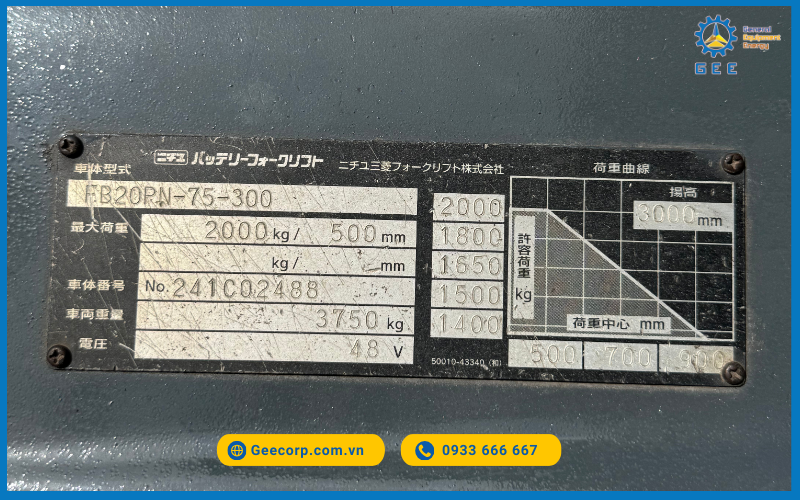 General
Equipment
Energy
GEE
ニチユ バッテリーフォークリフト ニチユ三菱フォークリフト株式会社
車体型式
FB20PN-75-300
最大荷重 2000 kg/ 500 mm
kg/ mm
車体番号 No. 241C02488
車両重量 3750 kg
電圧 48 V
2000
1800
1650
1500
1400
50010-43340 (和)
荷重曲線
揚高
3000 mm
許容荷重 kg
荷重中心 mm
500 700 900
Geecorp.com.vn
0933 666 667